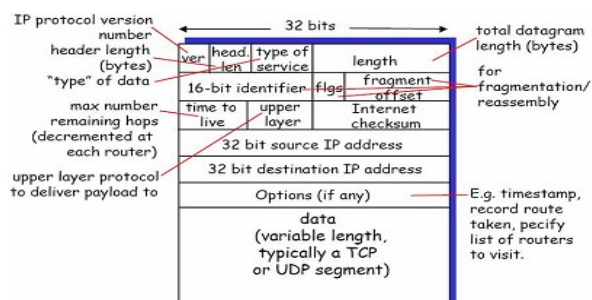 32 bits
IP protocol version
number
header length
(bytes)
"type" of data
max number
remaining hops
(decremented at
each router)
upper layer protocol
to deliver payload to
ver
head.
len
type of
service
length
16-bit identifier
flgs
fragment
offset
time to
live
upper
layer
Internet
checksum
32 bit source IP address
32 bit destination IP address
Options (if any)
data
(variable length,
typically a TCP
or UDP segment)
total datagram
length (bytes)
for
fragmentation/
reassembly
E.g. timestamp,
record route
taken, pecify
list of routers
to visit.